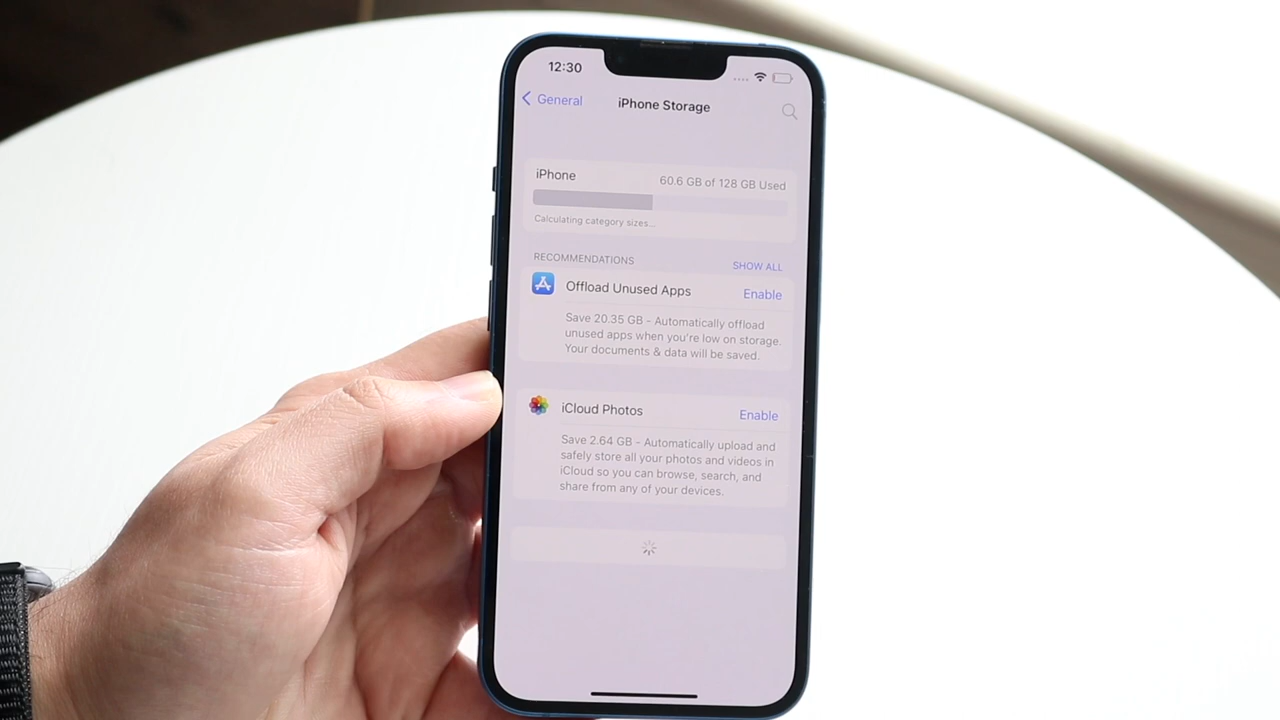 12:30
General
iPhone Storage
iPhone
60.6 GB of 128 GB Used
Calculating category sizes...
RECOMMENDATIONS
SHOW ALL
Offload Unused Apps
Enable
Save 20.35 GB – Automatically offload
unused apps when you're low on storage.
Your documents & data will be saved.
iCloud Photos
Enable
Save 2.64 GB – Automatically upload and
safely store all your photos and videos in
iCloud so you can browse, search, and
share from any of your devices.